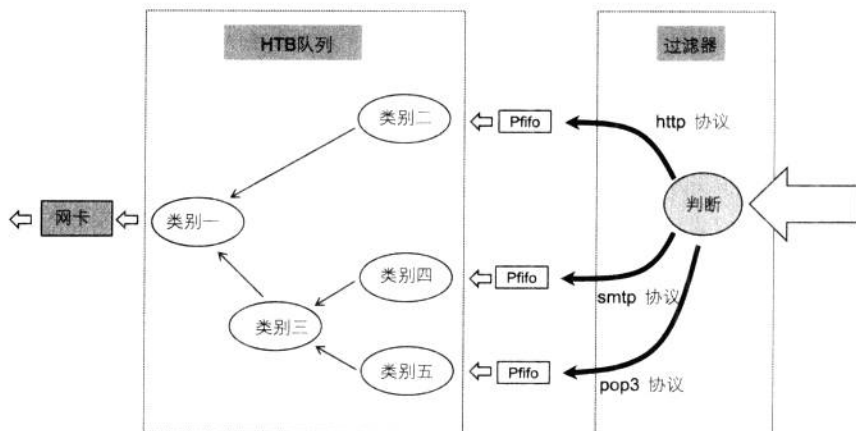 HTB队列
过滤器
类别二
Pfifo
http 协议
网卡
类别一
判断
类别四
Pfifo
smtp 协议
类别三
类别五
Pfifo
pop3 协议